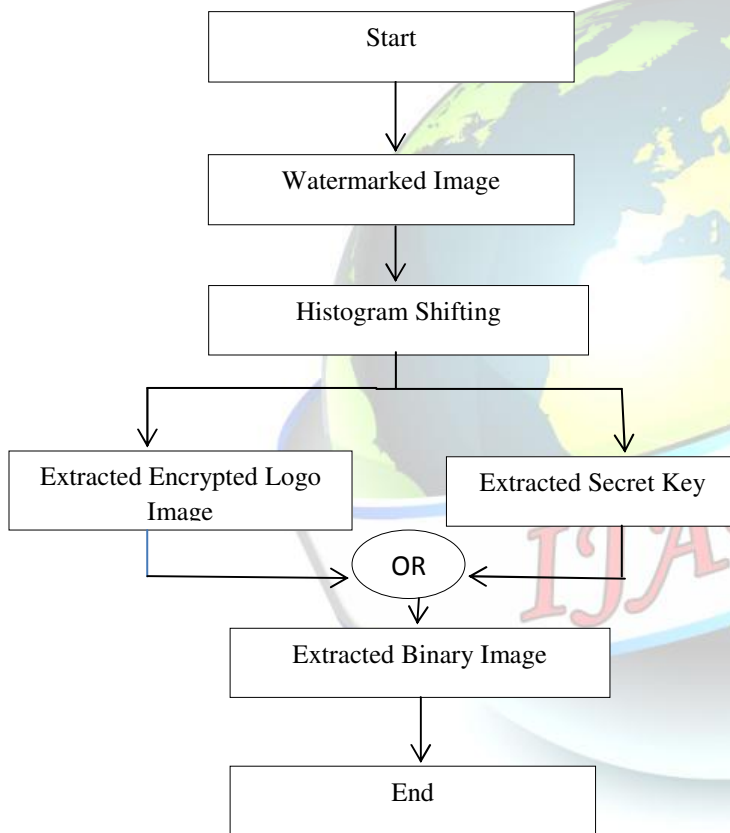 Start
Watermarked Image
Histogram Shifting
Extracted Encrypted Logo
Image
Extracted Secret Key
OR
Extracted Binary Image
End